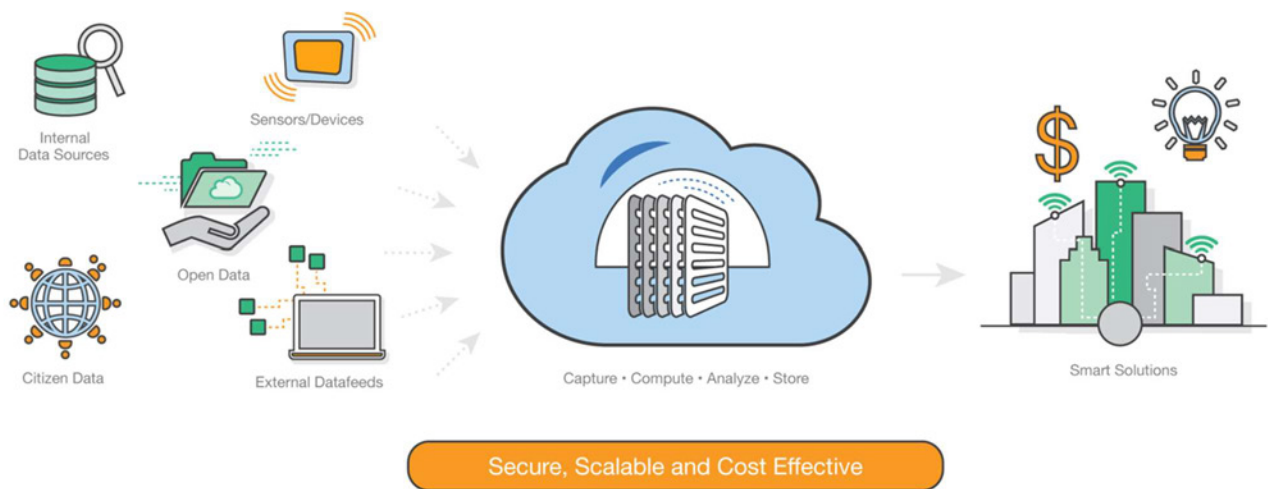 Internal
Data Sources
Sensors/Devices
Open Data
Citizen Data
External Datafeeds
Capture • Compute • Analyze • Store
$
Smart Solutions
Secure, Scalable and Cost Effective